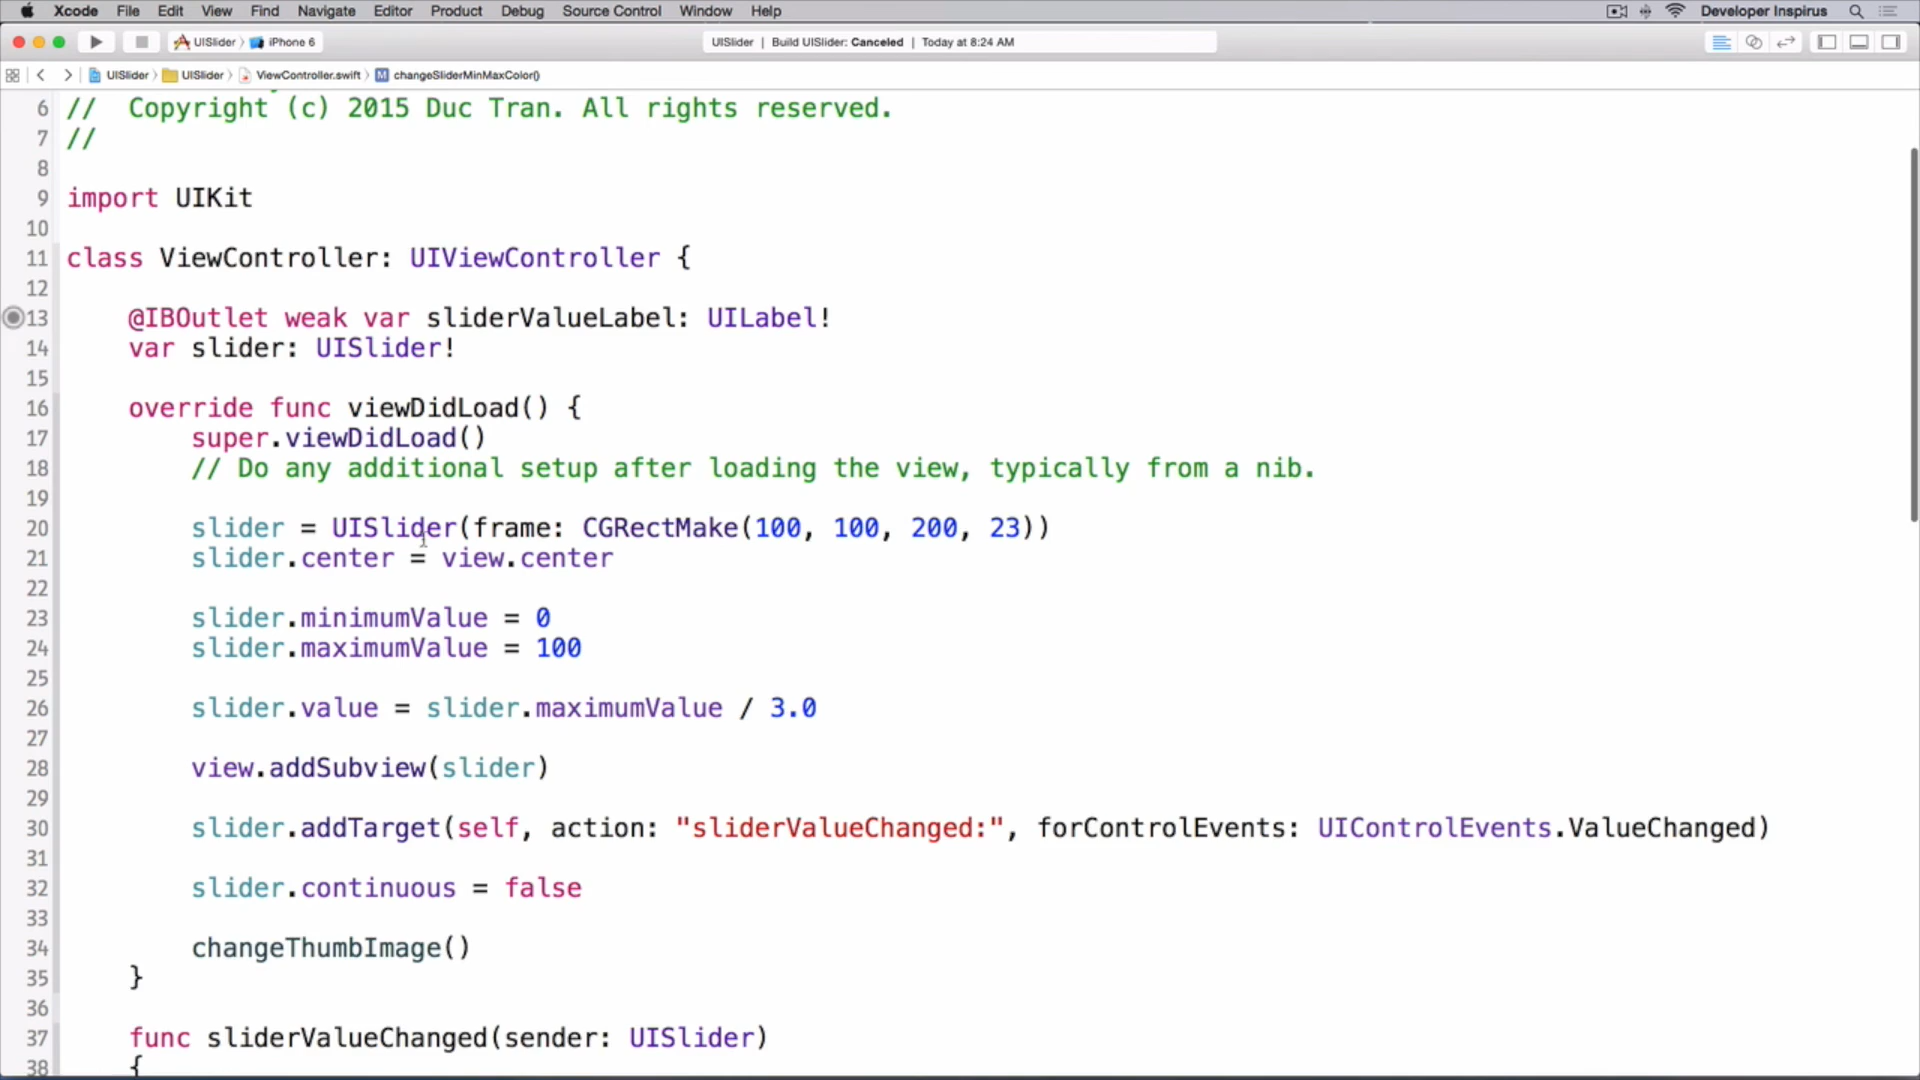 Xcode File Edit View Find Navigate Editor Product Debug Source Control Window Help Developer Inspirus
UISlider iPhone 6 UISlider | Build UISlider: Canceled | Today at 8:24 AM
UISlider UISlider ViewController.swift M changeSliderMinMaxColor()
6 // Copyright (c) 2015 Duc Tran. All rights reserved.
7 //
8
9 import UIKit
10
11 class ViewController: UIViewController {
12
13 @IBOutlet weak var sliderValueLabel: UILabel!
14 var slider: UISlider!
15
16 override func viewDidLoad() {
17 super.viewDidLoad()
18 // Do any additional setup after loading the view, typically from a nib.
19
20 slider = UISlider(frame: CGRectMake(100, 100, 200, 23))
21 slider.center = view.center
22
23 slider.minimumValue = 0
24 slider.maximumValue = 100
25
26 slider.value = slider.maximumValue / 3.0
27
28 view.addSubview(slider)
29
30 slider.addTarget(self, action: "sliderValueChanged:", forControlEvents: UIControlEvents.ValueChanged)
31
32 slider.continuous = false
33
34 changeThumbImage()
35 }
36
37 func sliderValueChanged(sender: UISlider)
38 {